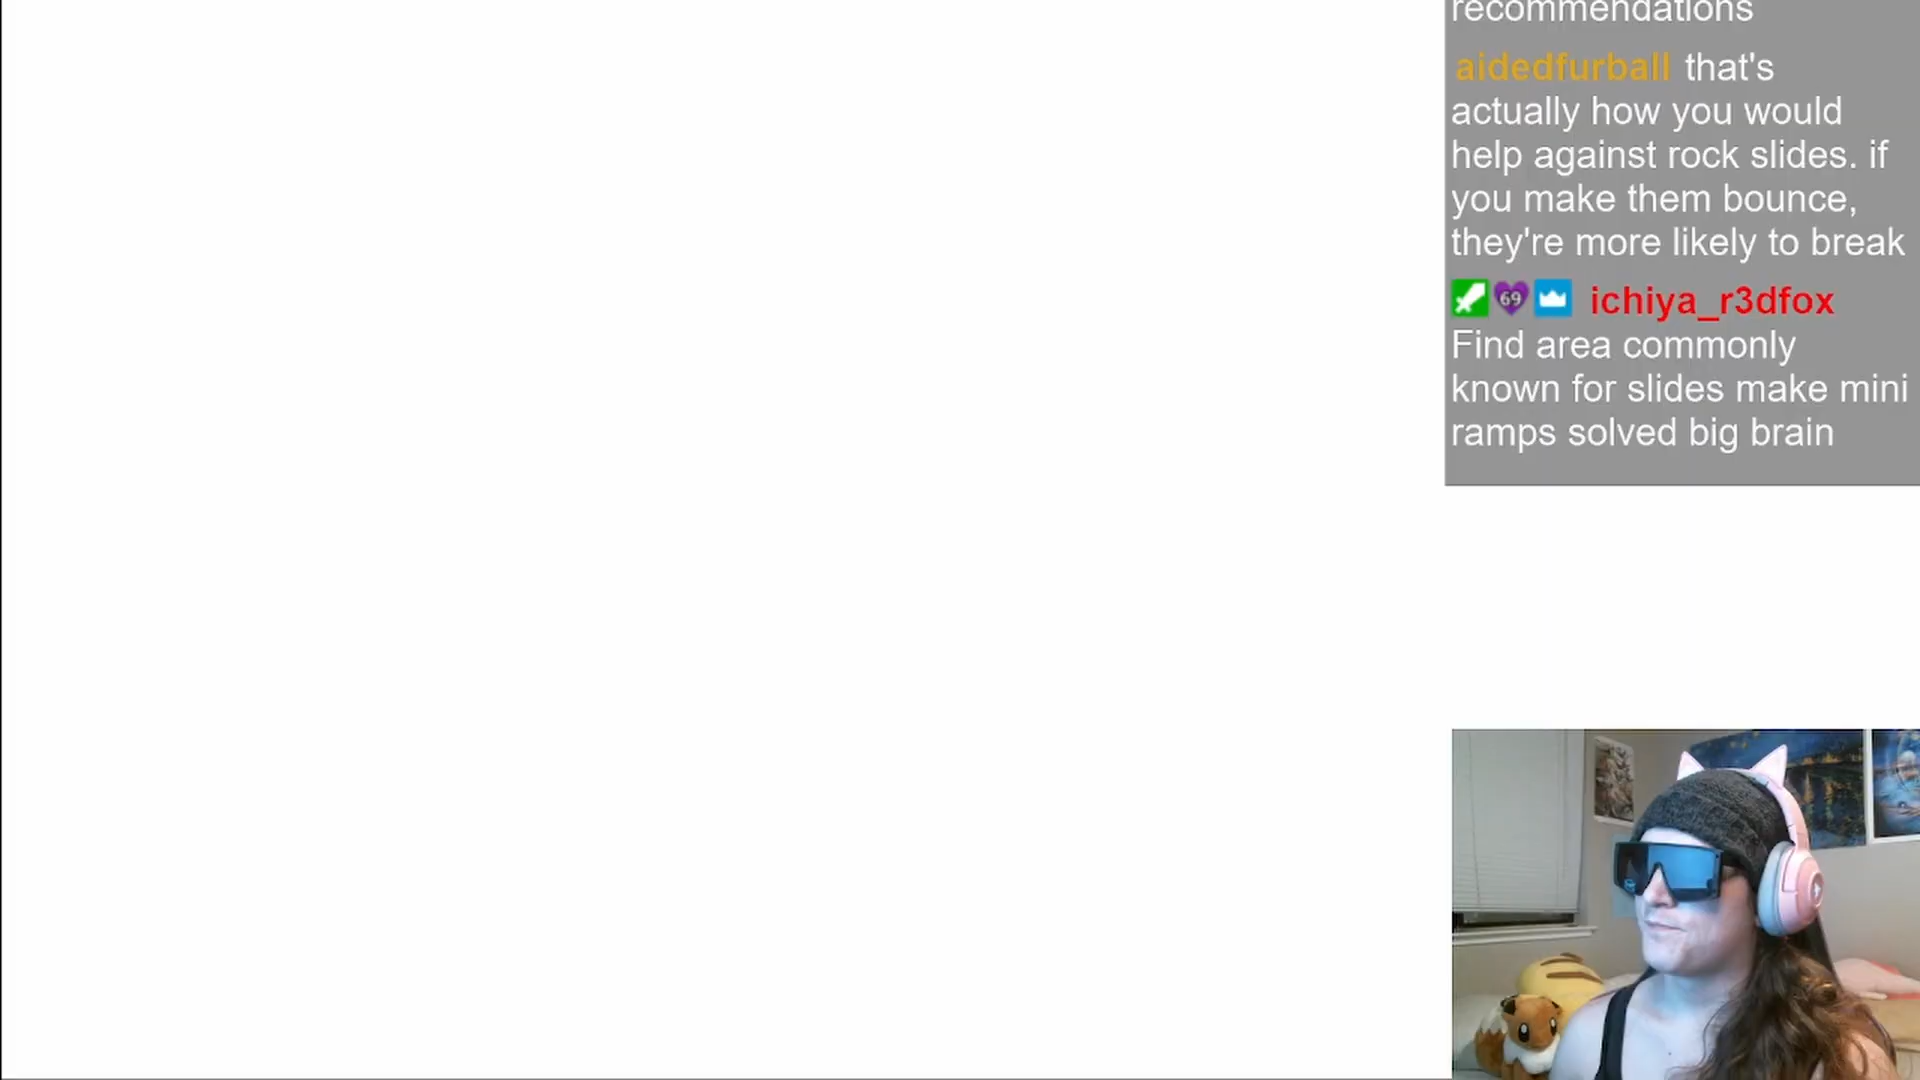 recommendations
aidedfurball that's
actually how you would
help against rock slides. if
you make them bounce,
they're more likely to break
69 ichiya_r3dfox
Find area commonly
known for slides make mini
ramps solved big brain